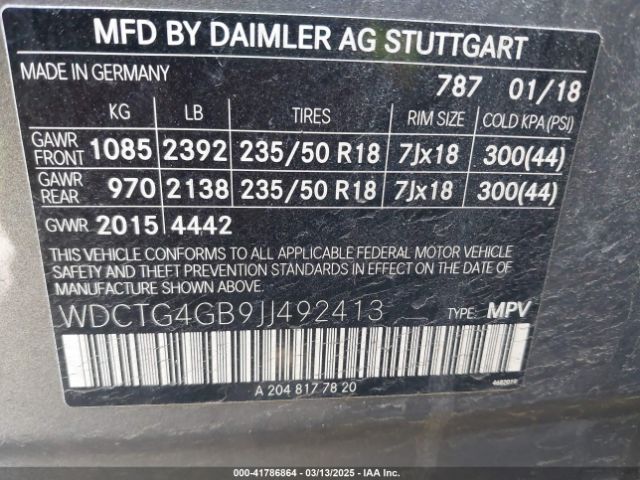 MFD BY DAIMLER AG STUTTGART
MADE IN GERMANY 787 01/18
KG LB TIRES RIM SIZE COLD KPA (PSI)
GAWR FRONT 1085 2392 235/50 R18 7Jx18 300(44)
GAWR REAR 970 2138 235/50 R18 7Jx18 300(44)
GVWR 2015 4442
THIS VEHICLE CONFORMS TO ALL APPLICABLE FEDERAL MOTOR VEHICLE
SAFETY AND THEFT PREVENTION STANDARDS IN EFFECT ON THE DATE OF
MANUFACTURE SHOWN ABOVE.
WDCTG4GB9JJ492413 TYPE: MPV
A 204 817 78 20
000-41786864 / 03/13/2025 / IAA Inc.